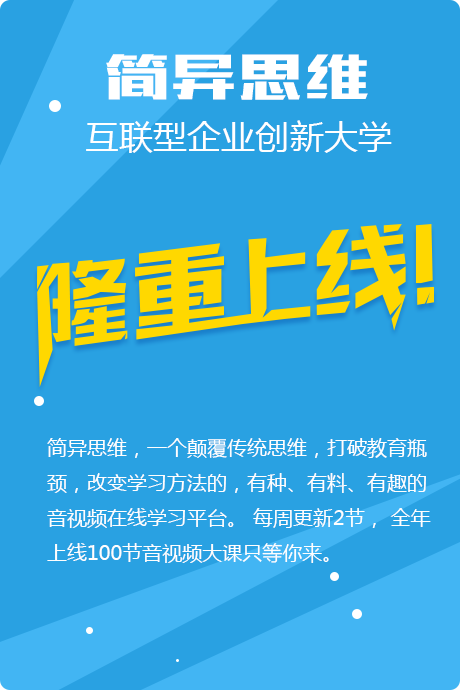 简异思维
互联型企业创新大学
隆重上线!
简异思维，一个颠覆传统思维，打破教育瓶
颈，改变学习方法的，有种、有料、有趣的
音视频在线学习平台。 每周更新2节， 全年
上线100节音视频大课只等你来。